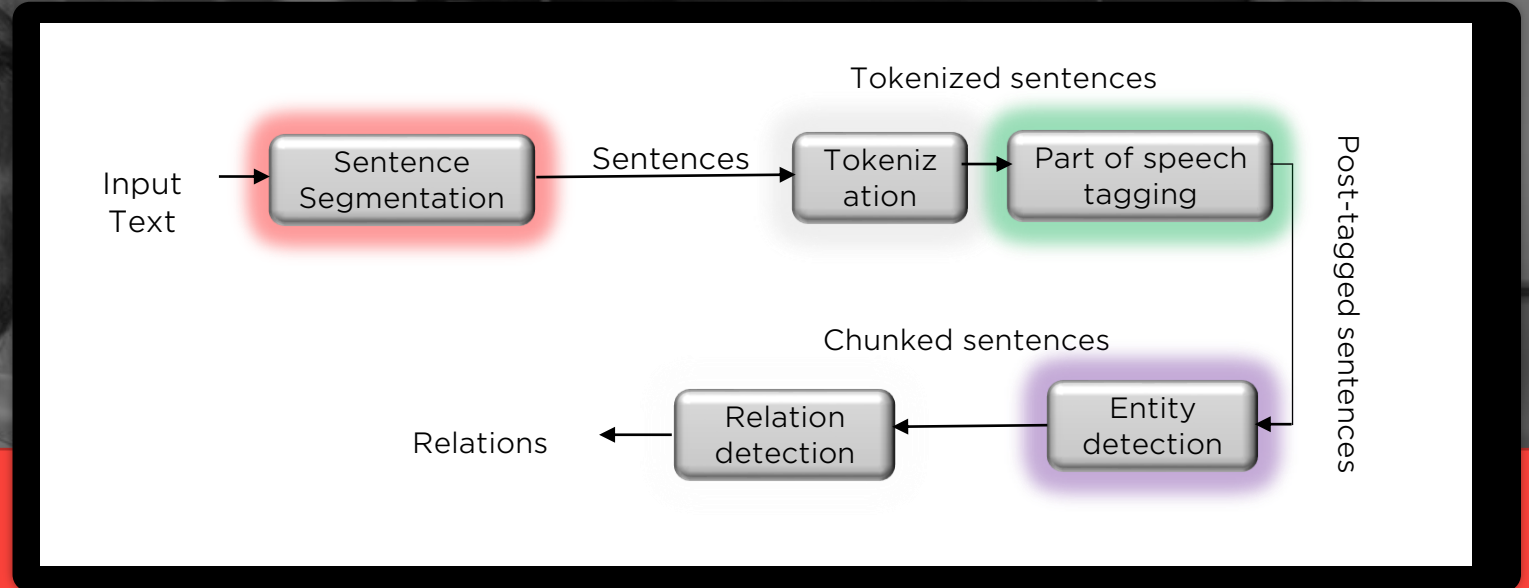 Tokenized sentences
Input
Text
Sentence
Segmentation
Sentences
Tokeniz
ation
Part of speech
tagging
Post-tagged sentences
Chunked sentences
Entity
detection
Relation
detection
Relations